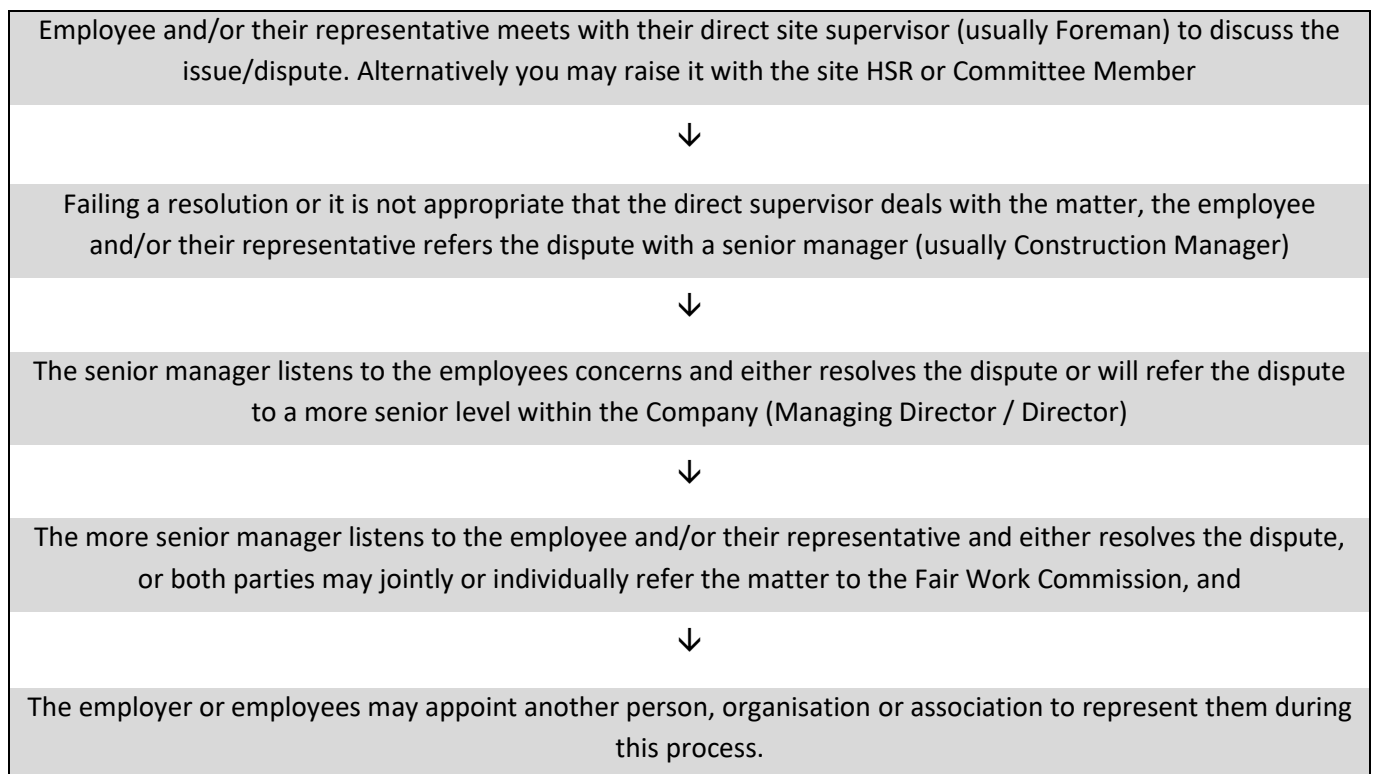 Employee and/or their representative meets with their direct site supervisor (usually Foreman) to discuss the
issue/dispute. Alternatively you may raise it with the site HSR or Committee Member
↓
Failing a resolution or it is not appropriate that the direct supervisor deals with the matter, the employee
and/or their representative refers the dispute with a senior manager (usually Construction Manager)
↓
The senior manager listens to the employees concerns and either resolves the dispute or will refer the dispute
to a more senior level within the Company (Managing Director / Director)
↓
The more senior manager listens to the employee and/or their representative and either resolves the dispute,
or both parties may jointly or individually refer the matter to the Fair Work Commission, and
↓
The employer or employees may appoint another person, organisation or association to represent them during
this process.